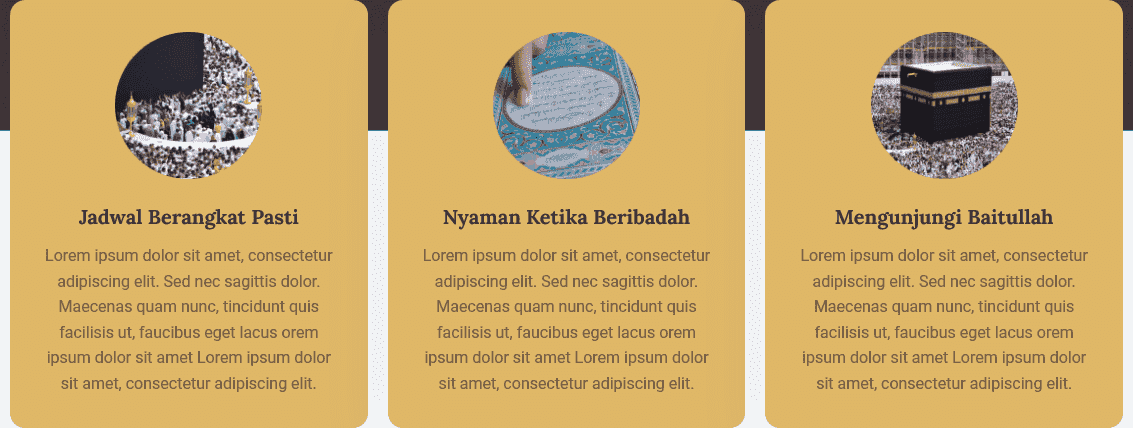 Jadwal Berangkat Pasti
Lorem ipsum dolor sit amet, consectetur
adipiscing elit. Sed nec sagittis dolor.
Maecenas quam nunc, tincidunt quis
facilisis ut, faucibus eget lacus orem
ipsum dolor sit amet Lorem ipsum dolor
sit amet, consectetur adipiscing elit.
Nyaman Ketika Beribadah
Lorem ipsum dolor sit amet, consectetur
adipiscing elit. Sed nec sagittis dolor.
Maecenas quam nunc, tincidunt quis
facilisis ut, faucibus eget lacus orem
ipsum dolor sit amet Lorem ipsum dolor
sit amet, consectetur adipiscing elit.
Mengunjungi Baitullah
Lorem ipsum dolor sit amet, consectetur
adipiscing elit. Sed nec sagittis dolor.
Maecenas quam nunc, tincidunt quis
facilisis ut, faucibus eget lacus orem
ipsum dolor sit amet Lorem ipsum dolor
sit amet, consectetur adipiscing elit.